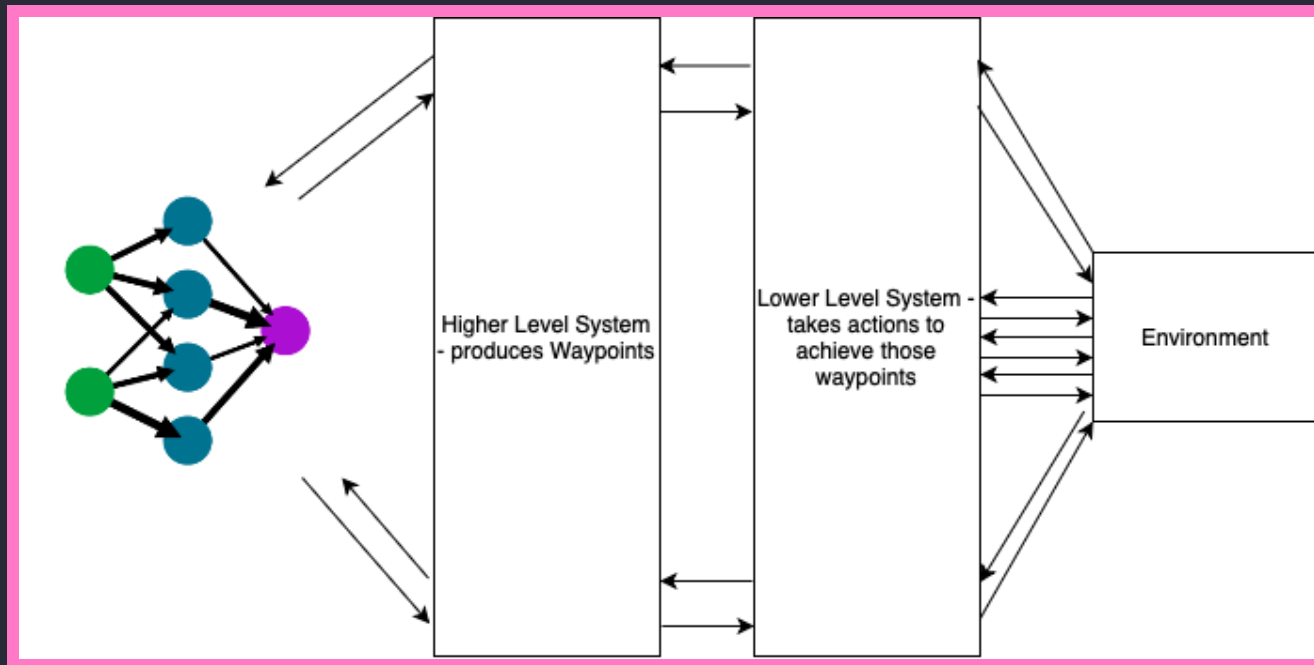 Higher Level System
- produces Waypoints
Lower Level System -
takes actions to
achieve those
waypoints
Environment